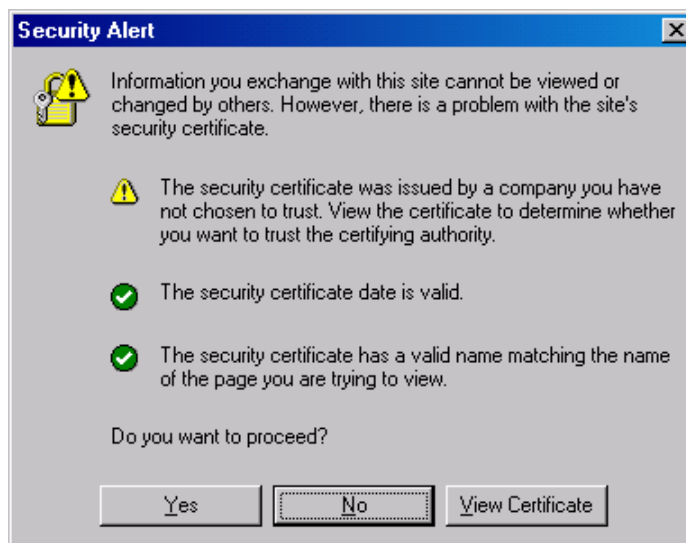 Security Alert
Information you exchange with this site cannot be viewed or
changed by others. However, there is a problem with the site's
security certificate.
The security certificate was issued by a company you have
not chosen to trust. View the certificate to determine whether
you want to trust the certifying authority.
The security certificate date is valid.
The security certificate has a valid name matching the name
of the page you are trying to view.
Do you want to proceed?
Yes No View Certificate